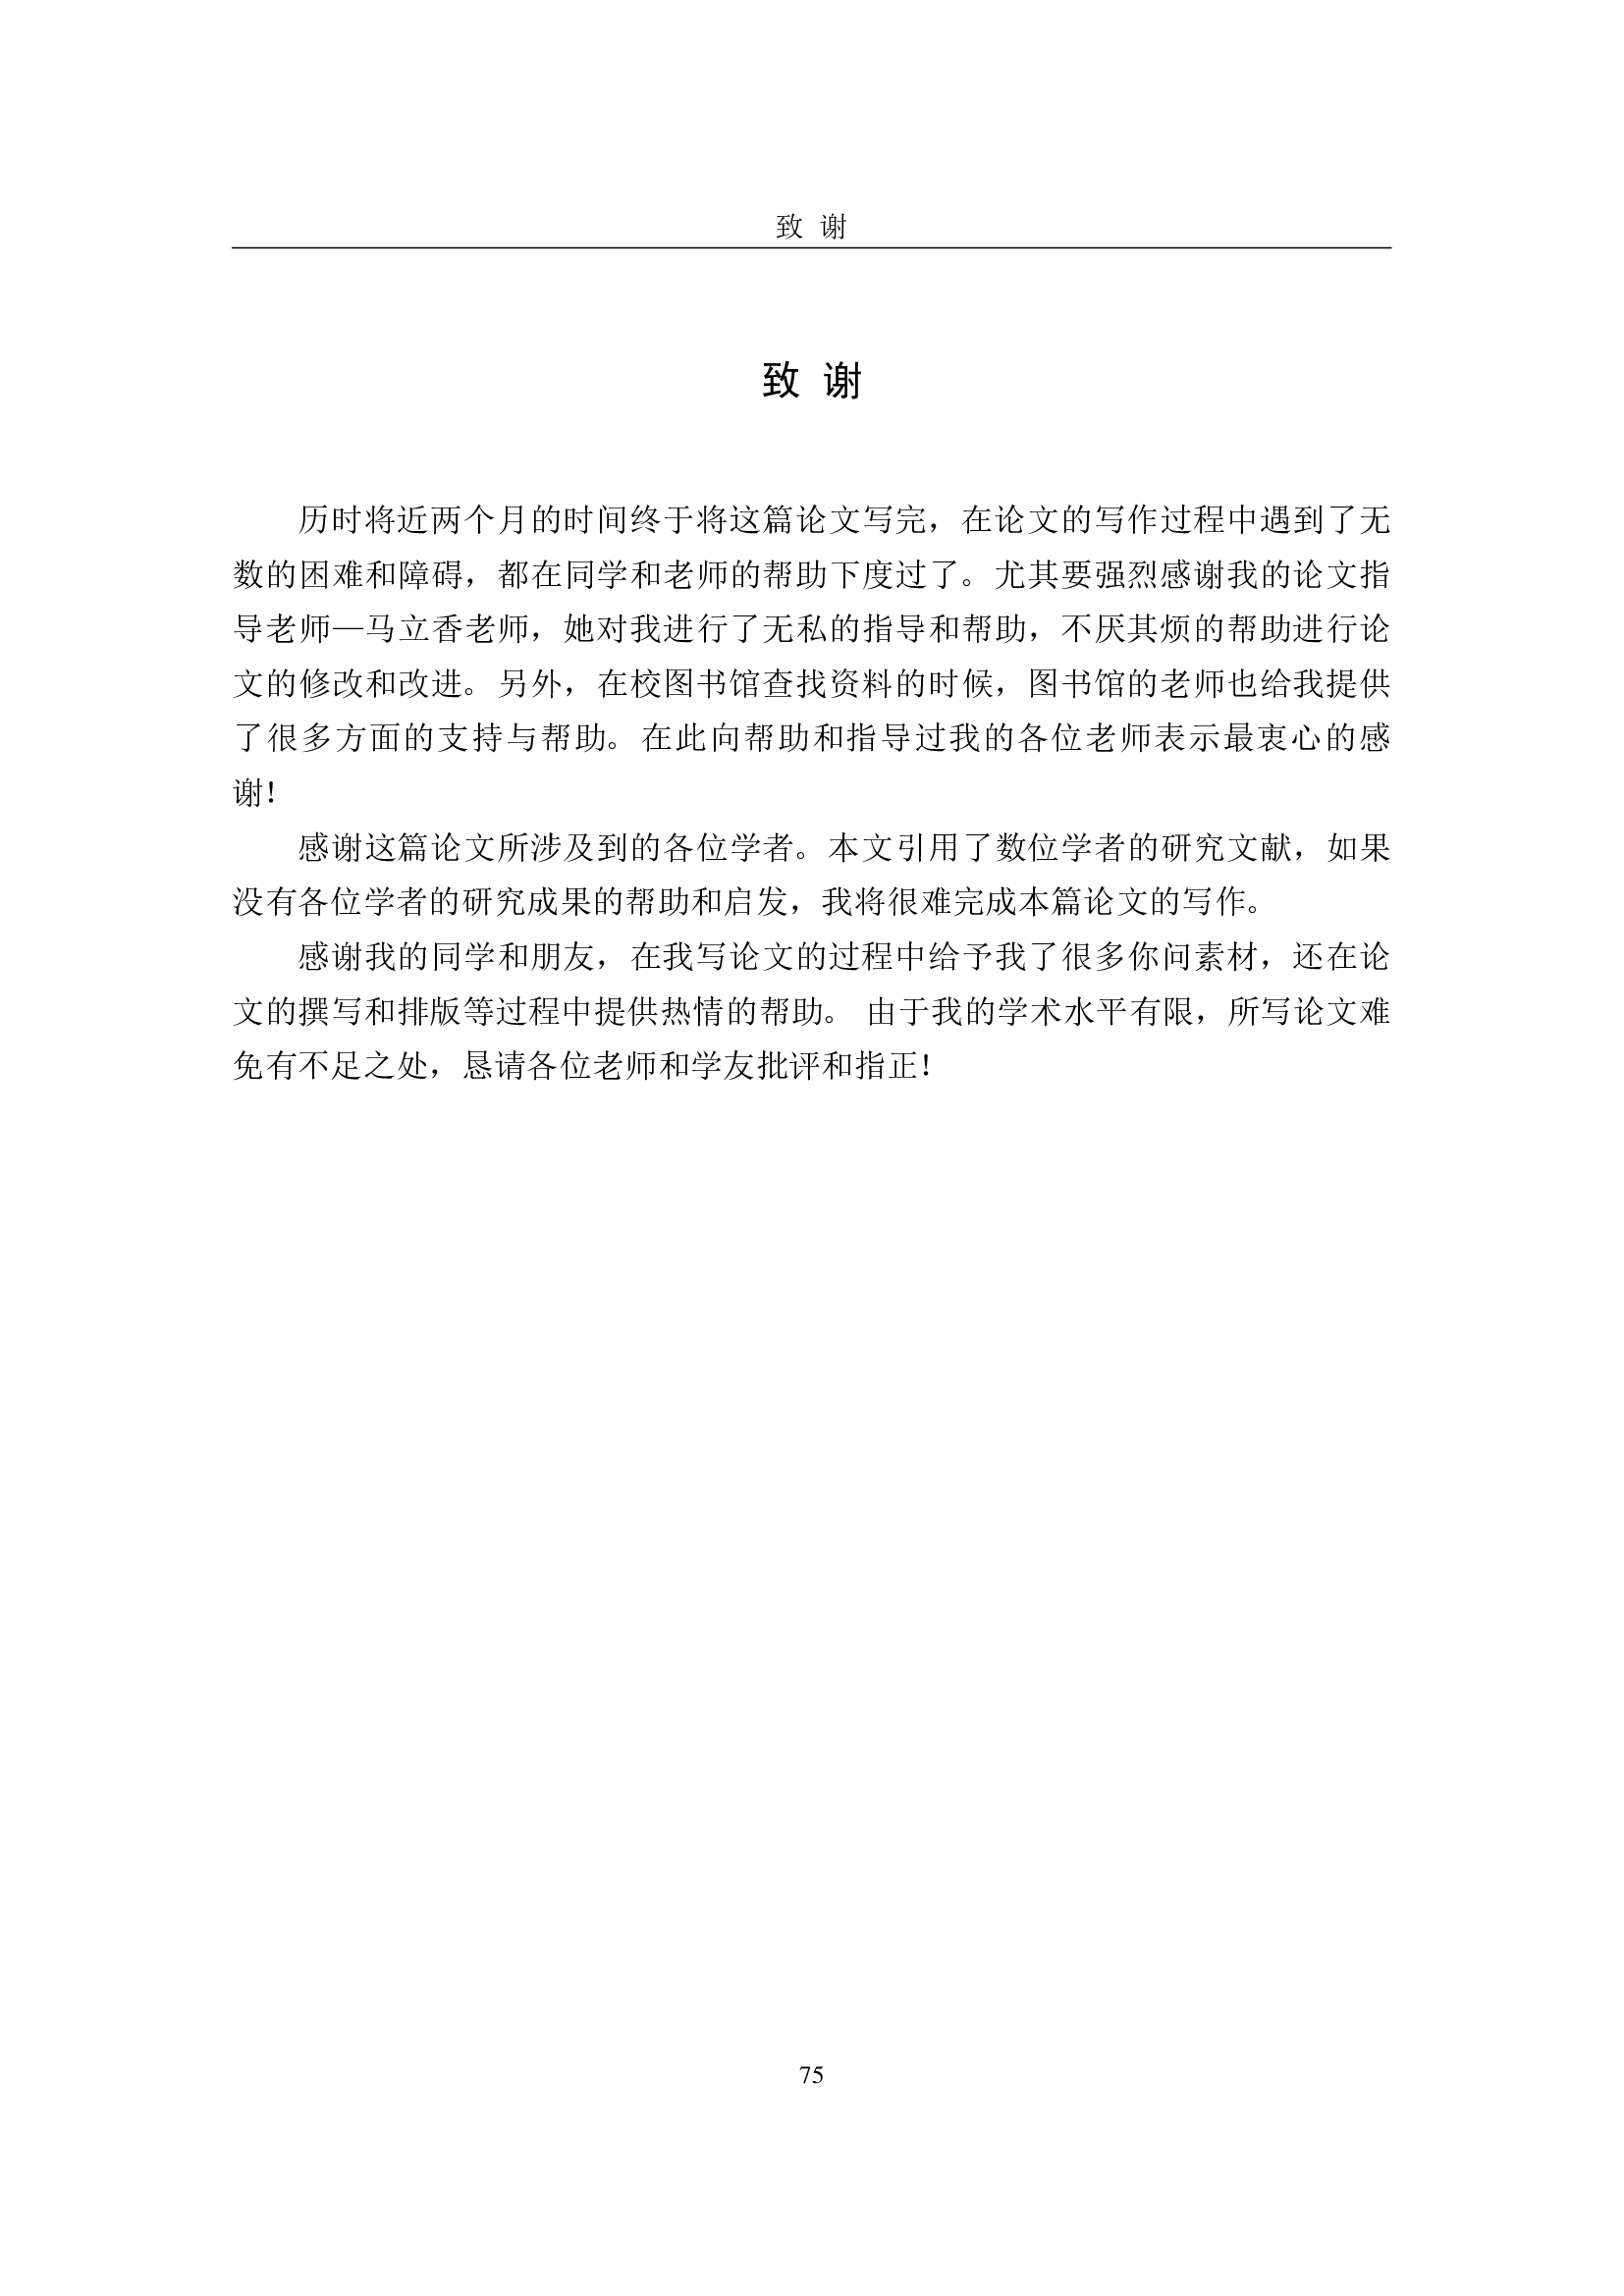 致 谢
致 谢
历时将近两个月的时间终于将这篇论文写完，在论文的写作过程中遇到了无
数的困难和障碍，都在同学和老师的帮助下度过了。尤其要强烈感谢我的论文指
导老师—马立香老师，她对我进行了无私的指导和帮助，不厌其烦的帮助进行论
文的修改和改进。另外，在校图书馆查找资料的时候，图书馆的老师也给我提供
了很多方面的支持与帮助。在此向帮助和指导过我的各位老师表示最衷心的感
谢！
感谢这篇论文所涉及到的各位学者。本文引用了数位学者的研究文献，如果
没有各位学者的研究成果的帮助和启发，我将很难完成本篇论文的写作。
感谢我的同学和朋友，在我写论文的过程中给予我了很多你问素材，还在论
文的撰写和排版等过程中提供热情的帮助。 由于我的学术水平有限，所写论文难
免有不足之处，恳请各位老师和学友批评和指正！
75